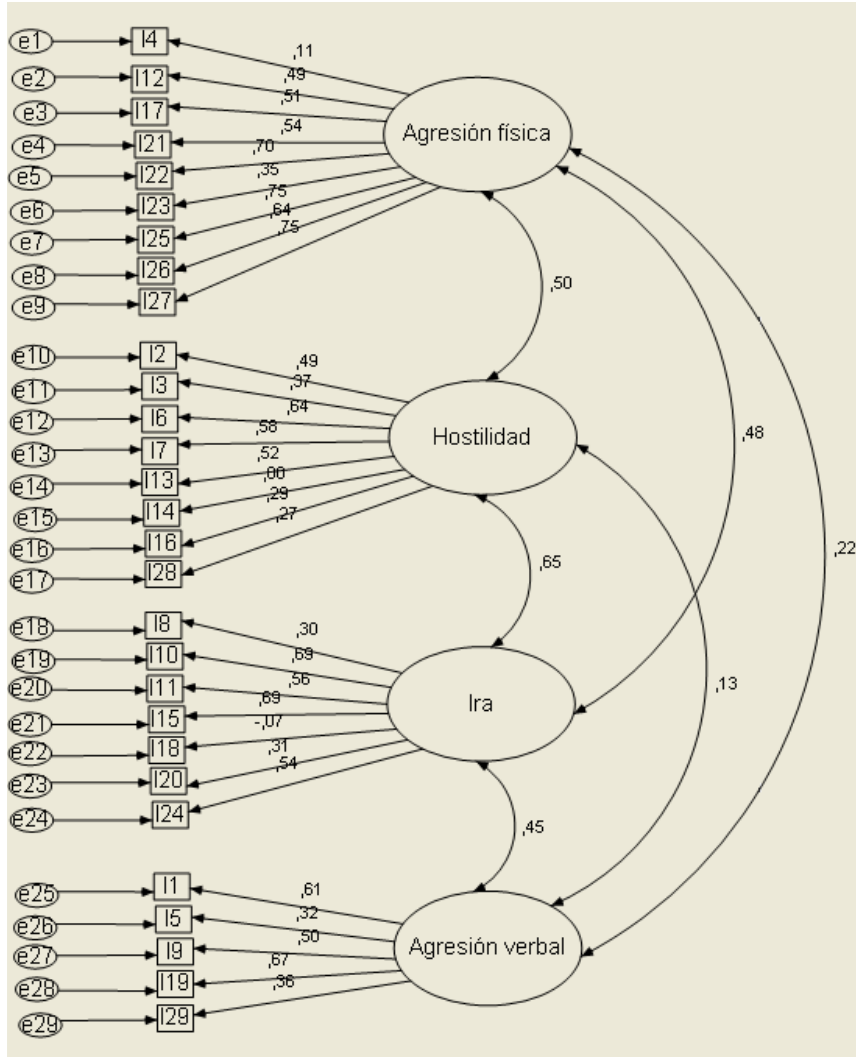 e1 I4
,11
e2 I12
,49
e3 I17
,51
e4 I21
,54
e5 I22
,70
e6 I23
,35
e7 I25
,75
e8 I26
,64
e9 I27
,75
Agresión física
,50
e10 I2
,49
e11 I3
,37
e12 I6
,64
e13 I7
,58
e14 I13
,52
e15 I14
,00
e16 I16
,29
e17 I28
,27
Hostilidad
,48
,65
,22
e18 I8
,30
e19 I10
,69
e20 I11
,56
e21 I15
,69
e22 I18
-,07
e23 I20
,31
e24 I24
,54
Ira
,13
,45
e25 I1
,61
e26 I5
,32
e27 I9
,50
e28 I19
,67
e29 I29
,36
Agresión verbal